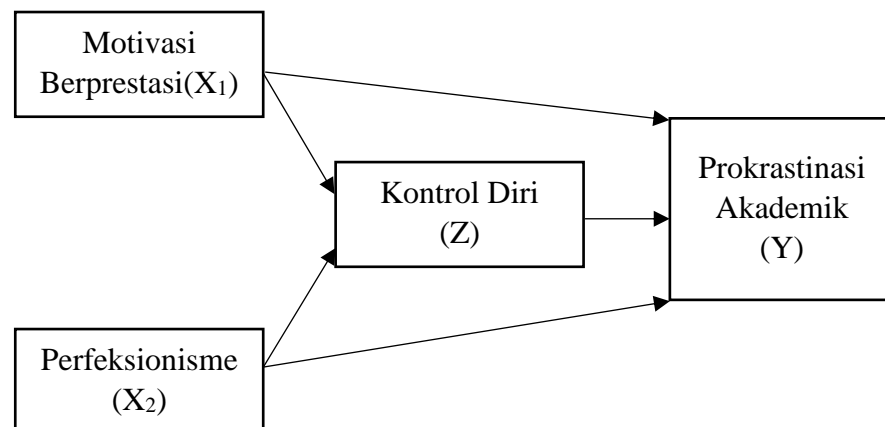 Motivasi
Berprestasi(X₁)
Kontrol Diri
(Z)
Prokrastinasi
Akademik
(Y)
Perfeksionisme
(X₂)